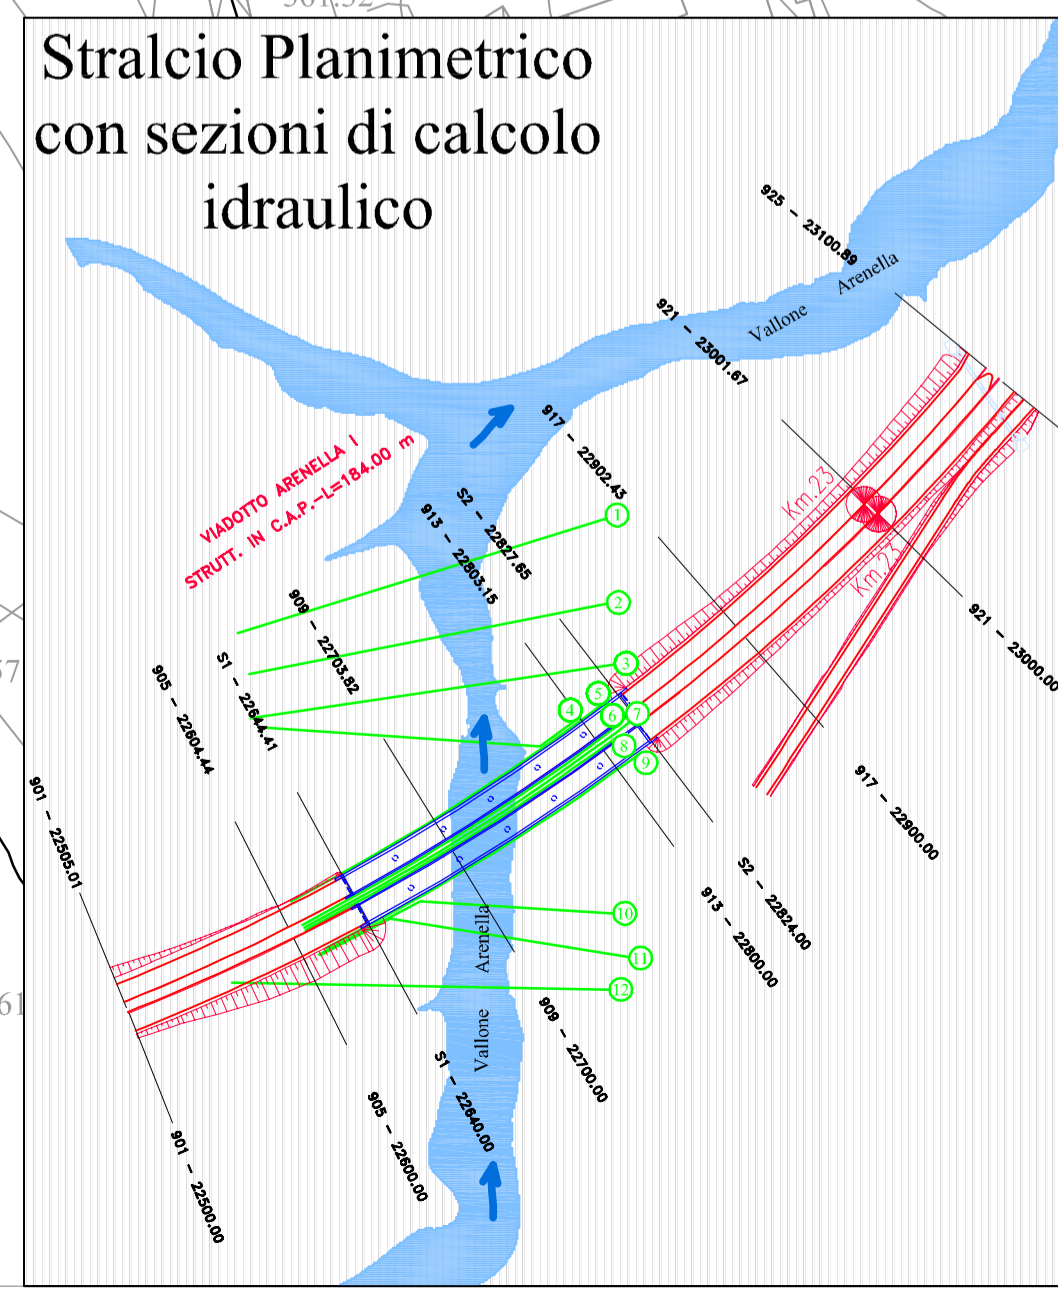 Stralcio Planimetrico
con sezioni di calcolo
idraulico
925 - 23100.89
Vallone Arenella
921 - 23001.67
917 - 22902.43
VIADOTTO ARENELLA I
STRUTT. IN C.A.P.-L=184.00 m
S2 - 22827.65
913 - 22803.15
Km.23
Km.23
1
2
3
4
5
6
7
8
9
10
11
12
909 - 22703.82
S1 - 22644.41
905 - 22604.44
901 - 22505.01
921 - 23000.00
917 - 22900.00
S2 - 22824.00
913 - 22800.00
Vallone Arenella
909 - 22700.00
S1 - 22640.00
905 - 22600.00
901 - 22500.00